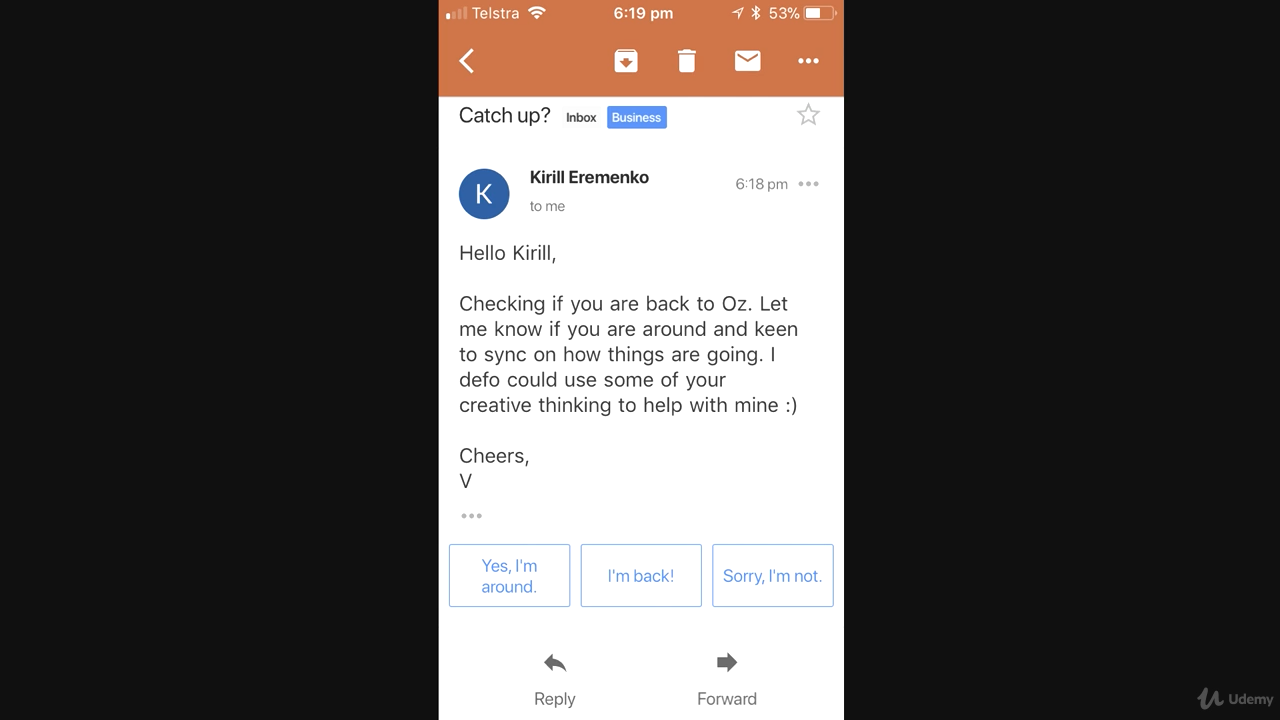 Telstra 6:19 pm 53%
Catch up? Inbox Business
K Kirill Eremenko 6:18 pm
to me
Hello Kirill,
Checking if you are back to Oz. Let
me know if you are around and keen
to sync on how things are going. I
defo could use some of your
creative thinking to help with mine :)
Cheers,
V
Yes, I'm
around.
I'm back!
Sorry, I'm not.
Reply Forward
Udemy